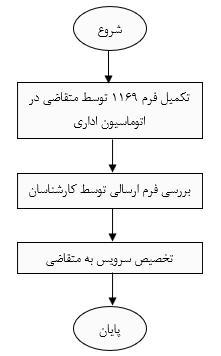 شروع
تکمیل فرم ۱۱۶۹ توسط متقاضی در
اتوماسیون اداری
بررسی فرم ارسالی توسط کارشناسان
تخصیص سرویس به متقاضی
پایان